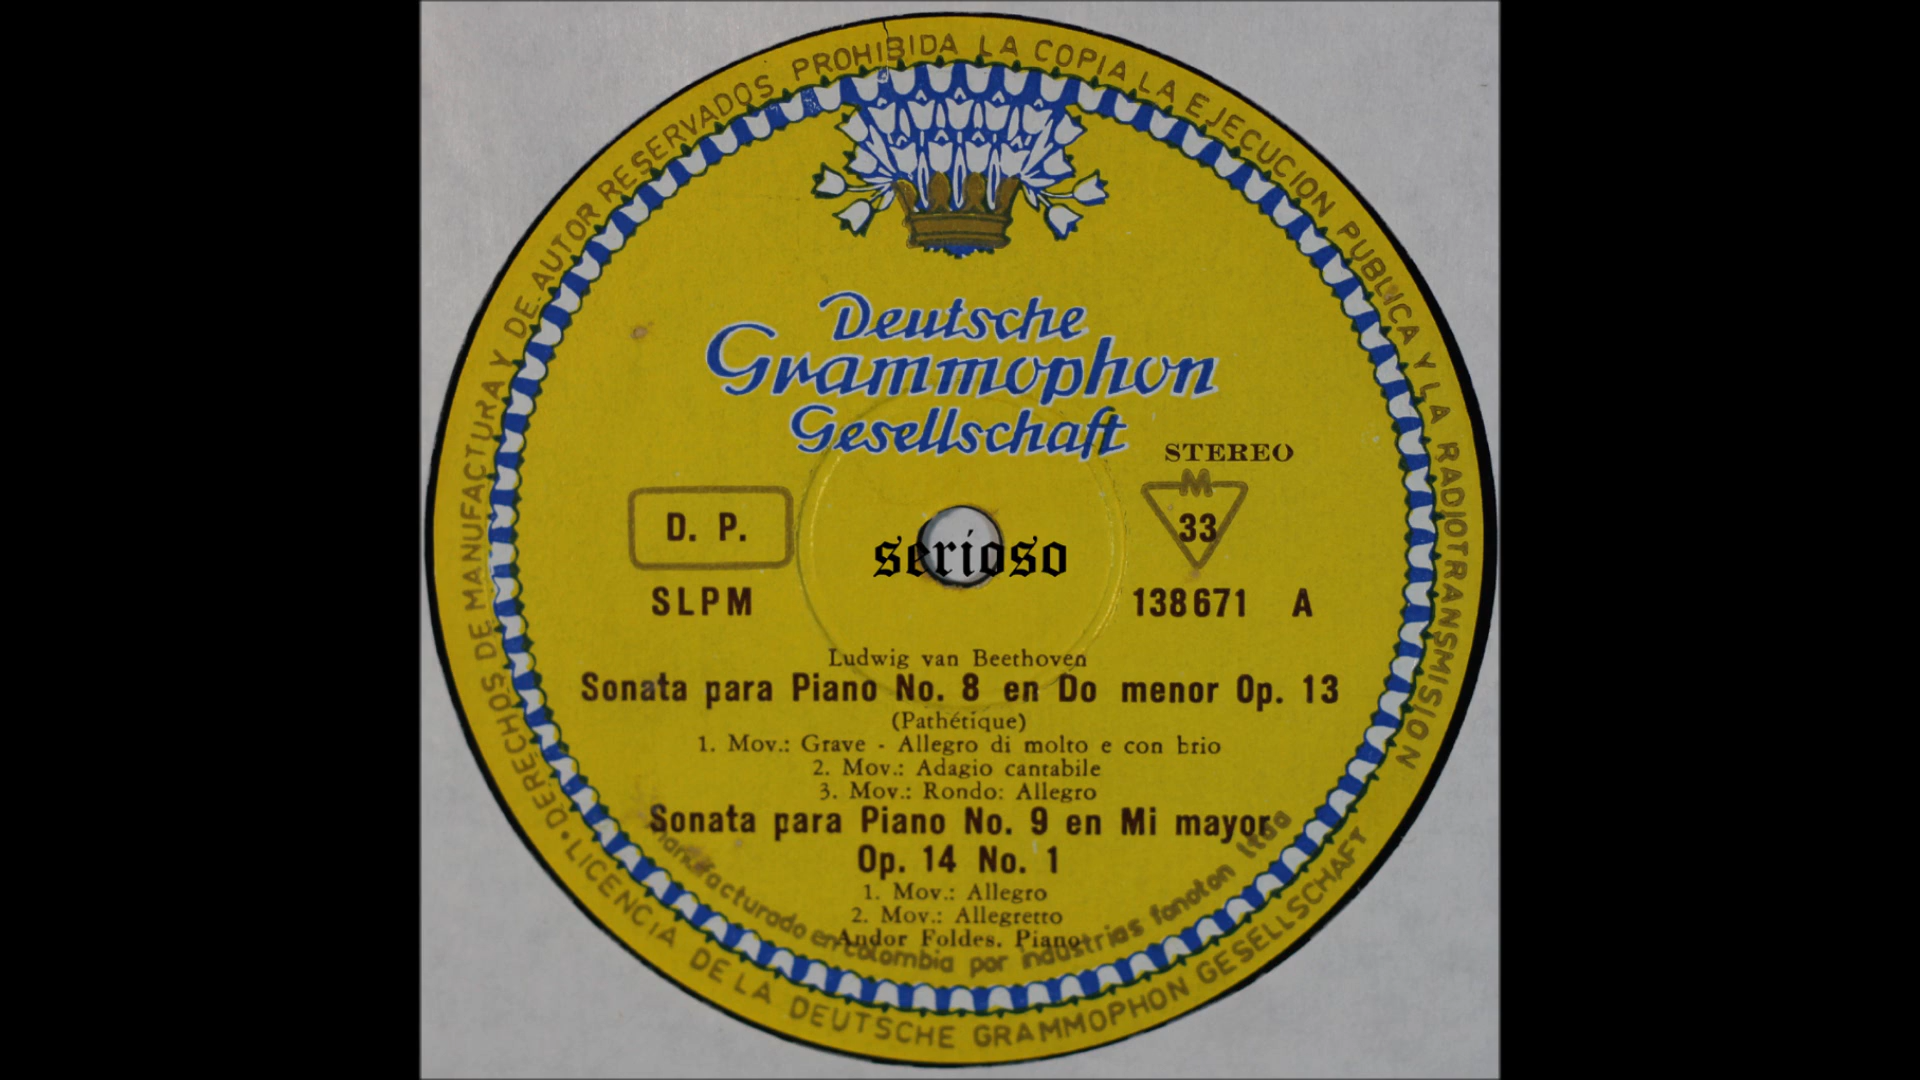 DERECHOS DE MANUFACTURA Y DE AUTOR RESERVADOS PROHIBIDA LA COPIA LA EJECUCION PUBLICA Y LA RADIOTRANSMISION
Deutsche
Grammophon
Gesellschaft
STEREO
D. P.
M
33
serioso
SLPM
138671 A
Ludwig van Beethoven
Sonata para Piano No. 8 en Do menor Op. 13
(Pathétique)
1. Mov.: Grave - Allegro di molto e con brio
2. Mov.: Adagio cantabile
3. Mov.: Rondo: Allegro
Sonata para Piano No. 9 en Mi mayor
Op. 14 No. 1
1. Mov.: Allegro
2. Mov.: Allegretto
Andor Foldes. Piano
manufacturado en colombia por industrias fonoton ltda
• LICENCIA DE LA DEUTSCHE GRAMMOPHON GESELLSCHAFT